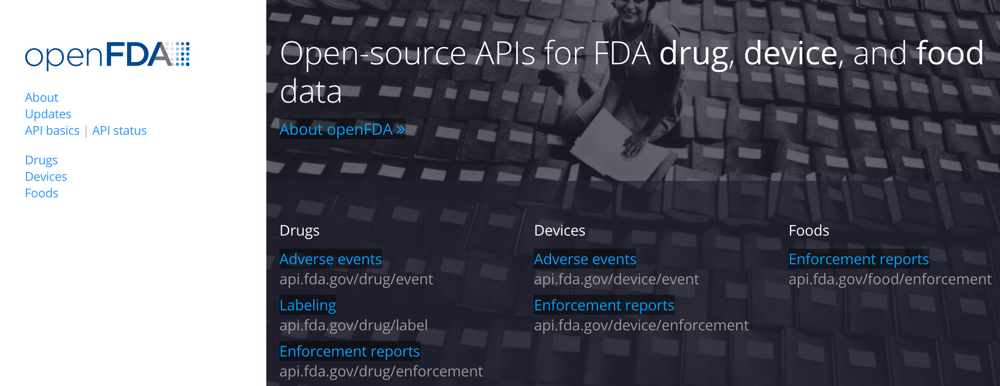 openFDA
About
Updates
API basics | API status
Drugs
Devices
Foods
Open-source APIs for FDA drug, device, and food
data
About openFDA »
Drugs
Adverse events
api.fda.gov/drug/event
Labeling
api.fda.gov/drug/label
Enforcement reports
api.fda.gov/drug/enforcement
Devices
Adverse events
api.fda.gov/device/event
Enforcement reports
api.fda.gov/device/enforcement
Foods
Enforcement reports
api.fda.gov/food/enforcement